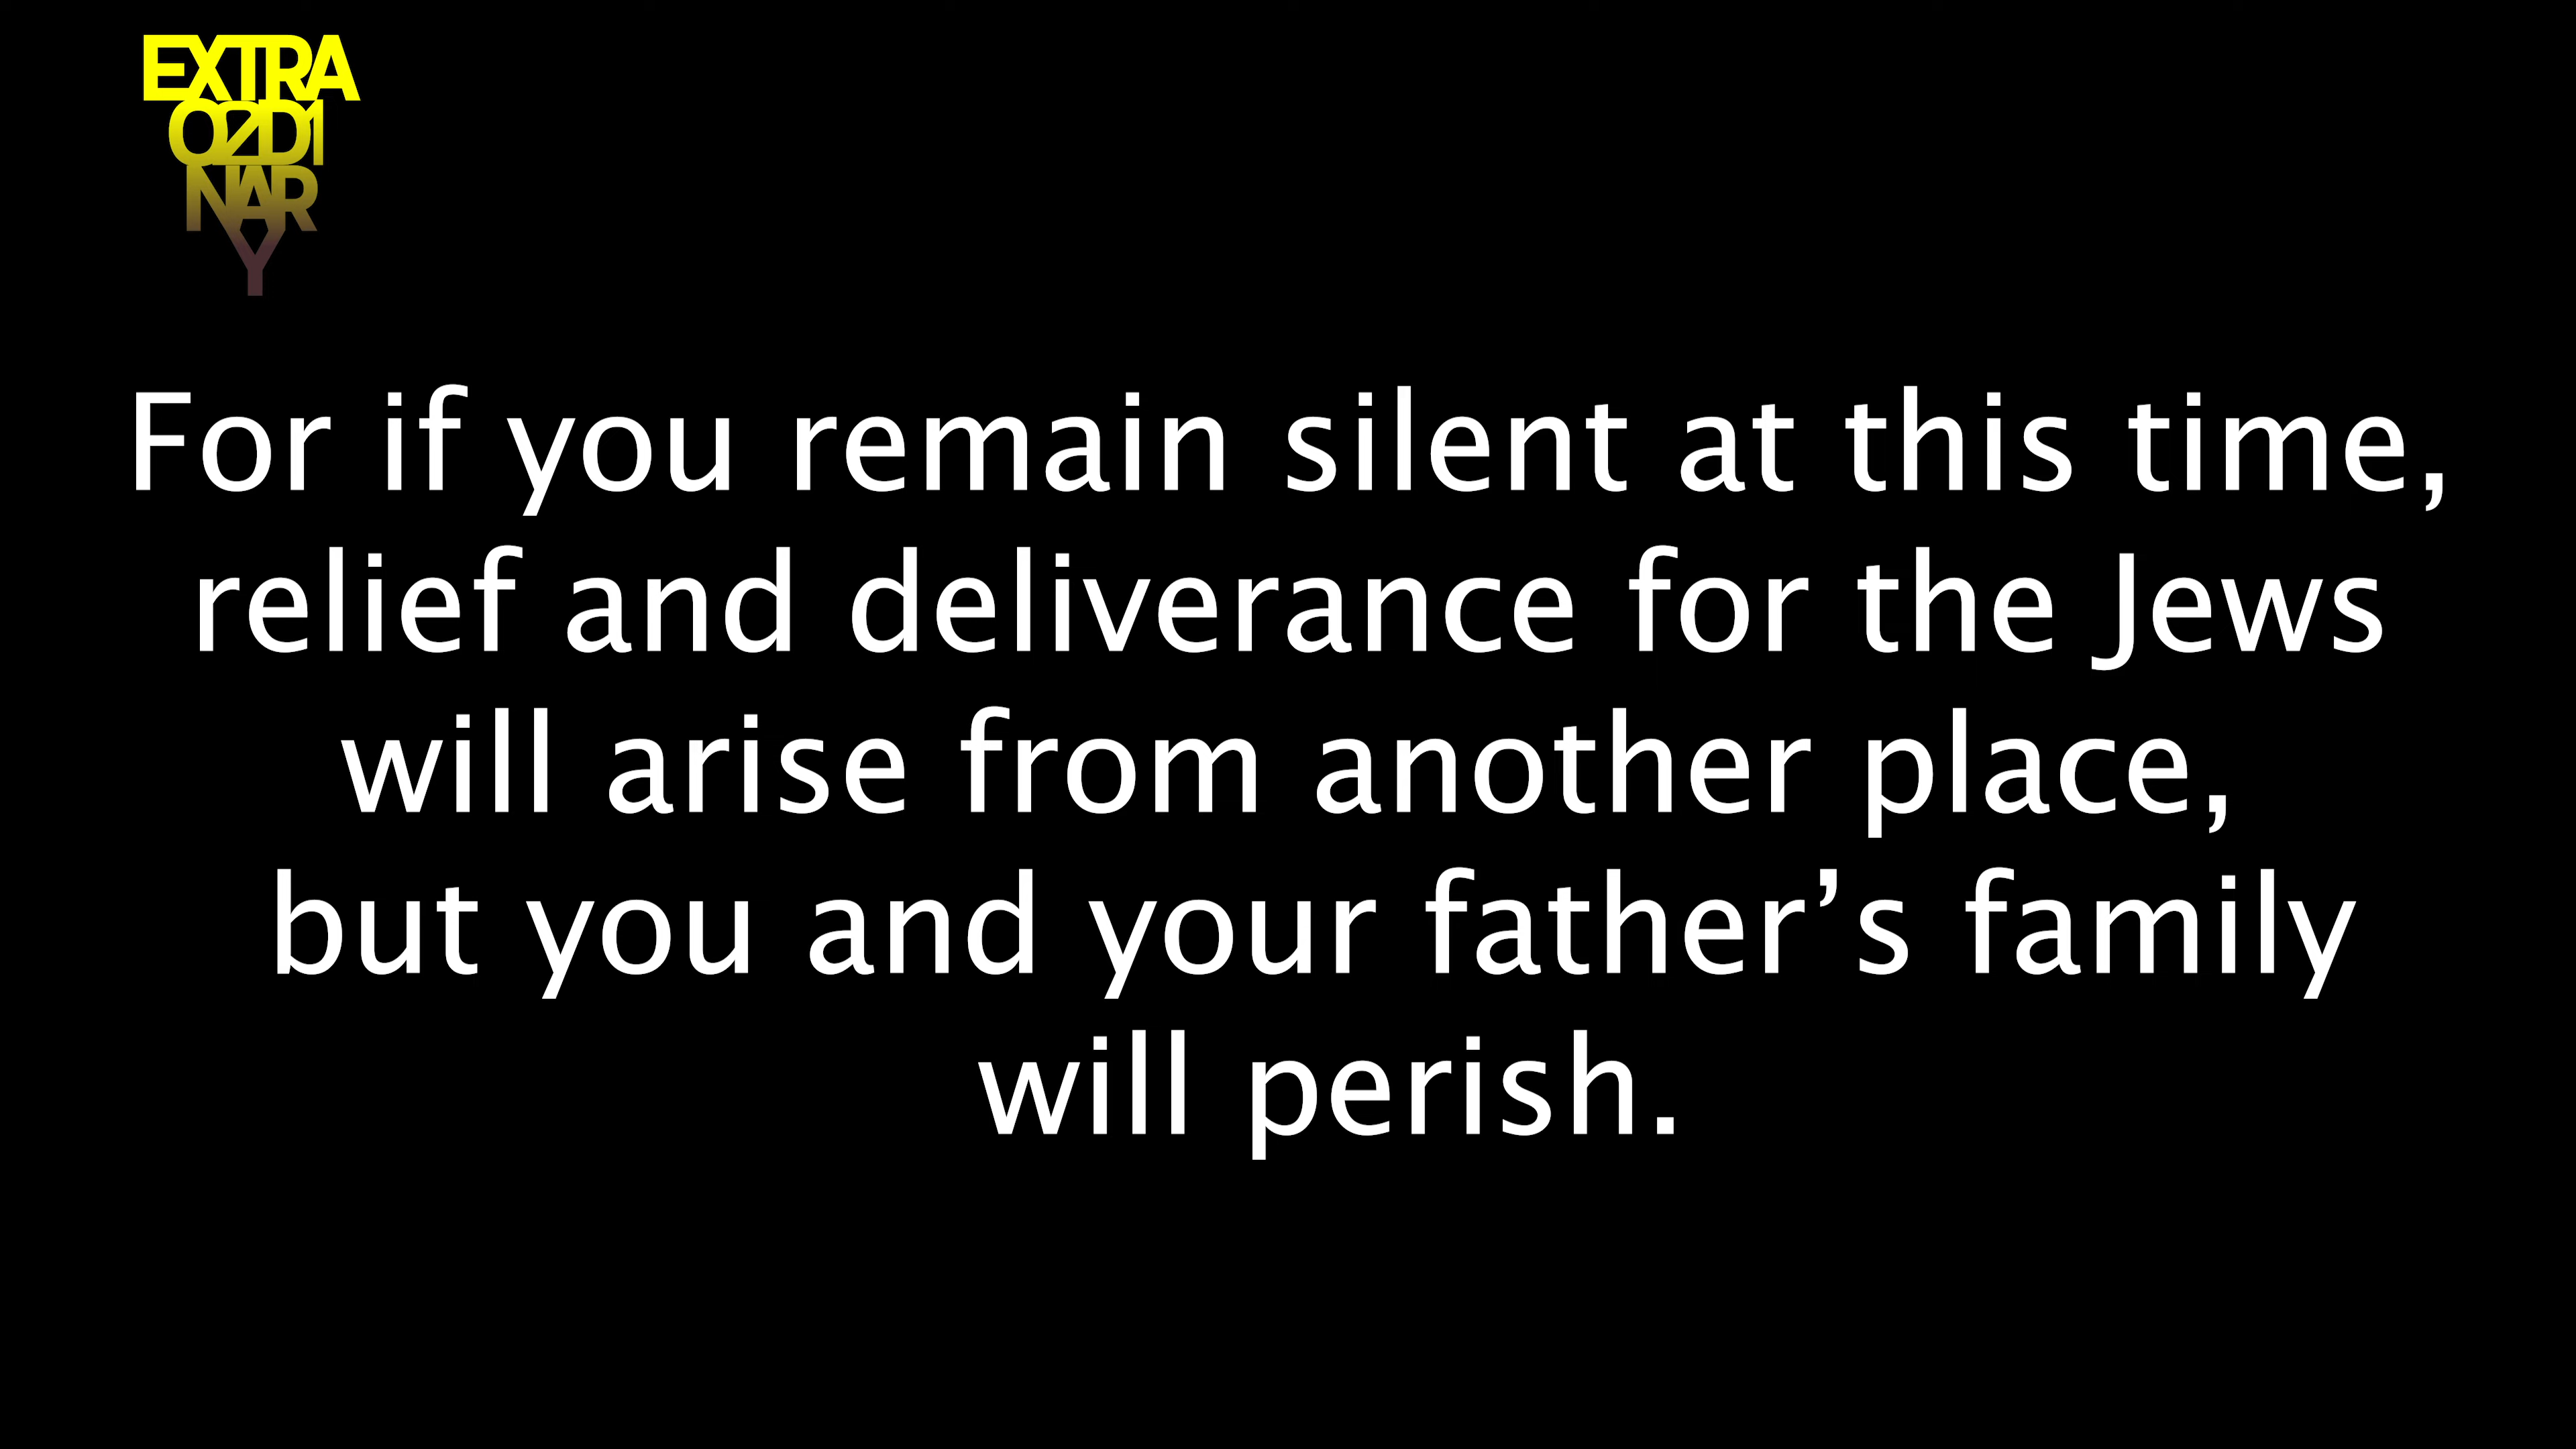 EXTRA
O2D1
NAR
Y
For if you remain silent at this time,
relief and deliverance for the Jews
will arise from another place,
but you and your father’s family
will perish.